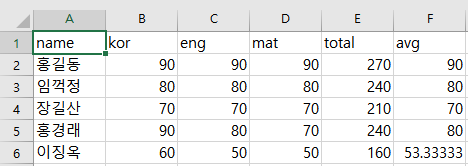 A B C D E F
1 name kor eng mat total avg
2 홍길동 90 90 90 270 90
3 임꺽정 80 80 80 240 80
4 장길산 70 70 70 210 70
5 홍경래 90 80 70 240 80
6 이징옥 60 50 50 160 53.33333